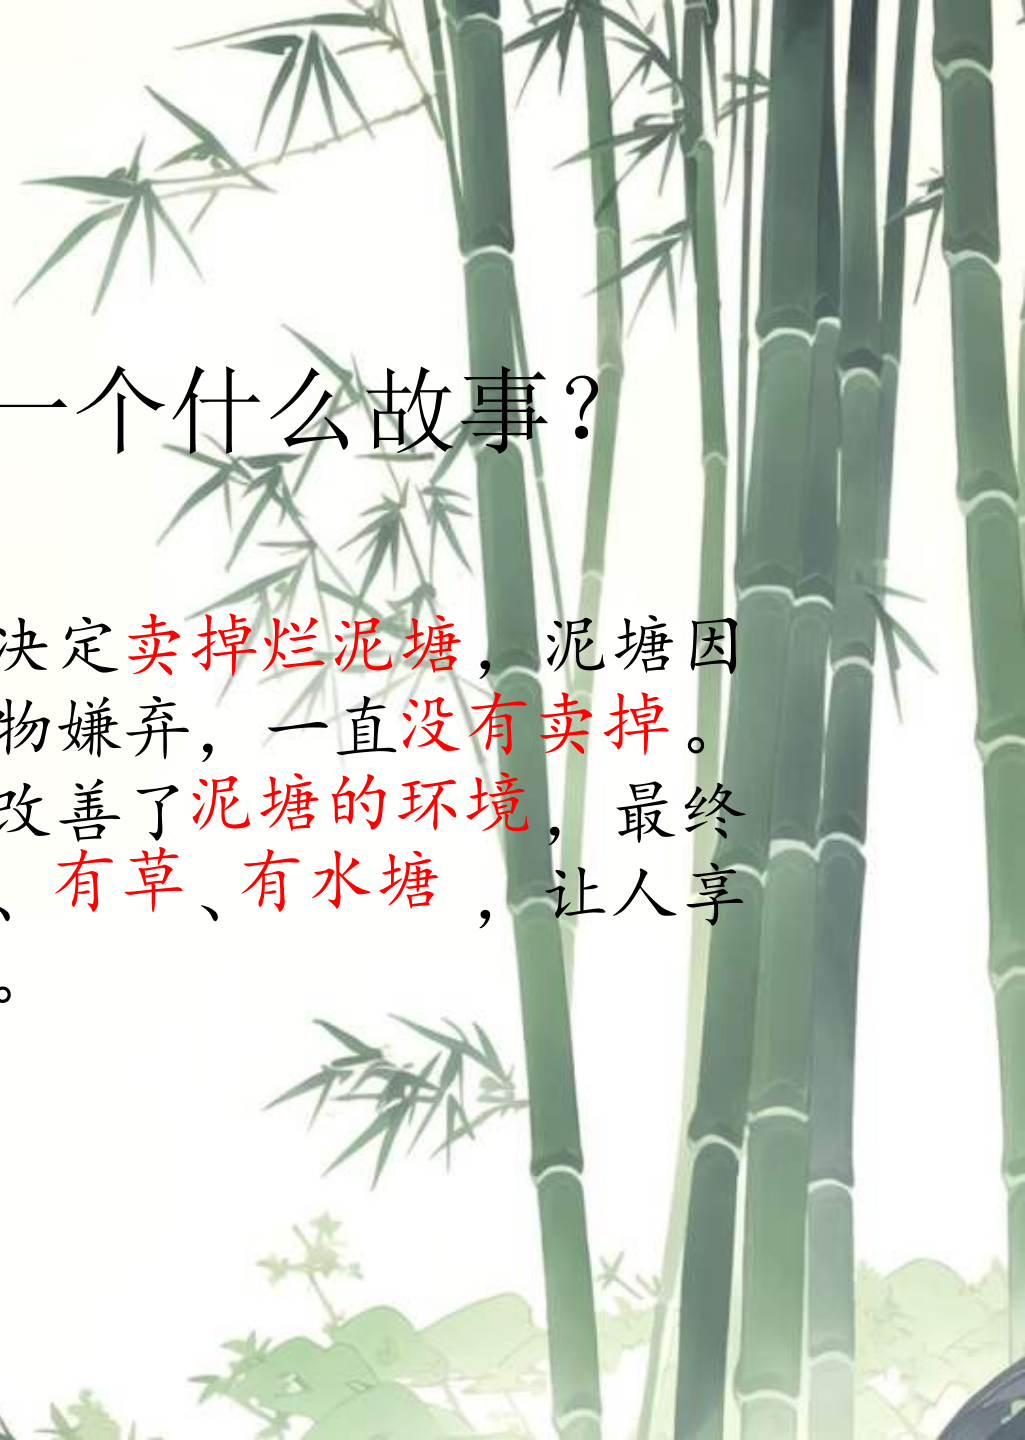 一个什么故事？
决定卖掉烂泥塘，泥塘因
物嫌弃，一直没有卖掉。
改善了泥塘的环境，最终
、有草、有水塘，让人享
。